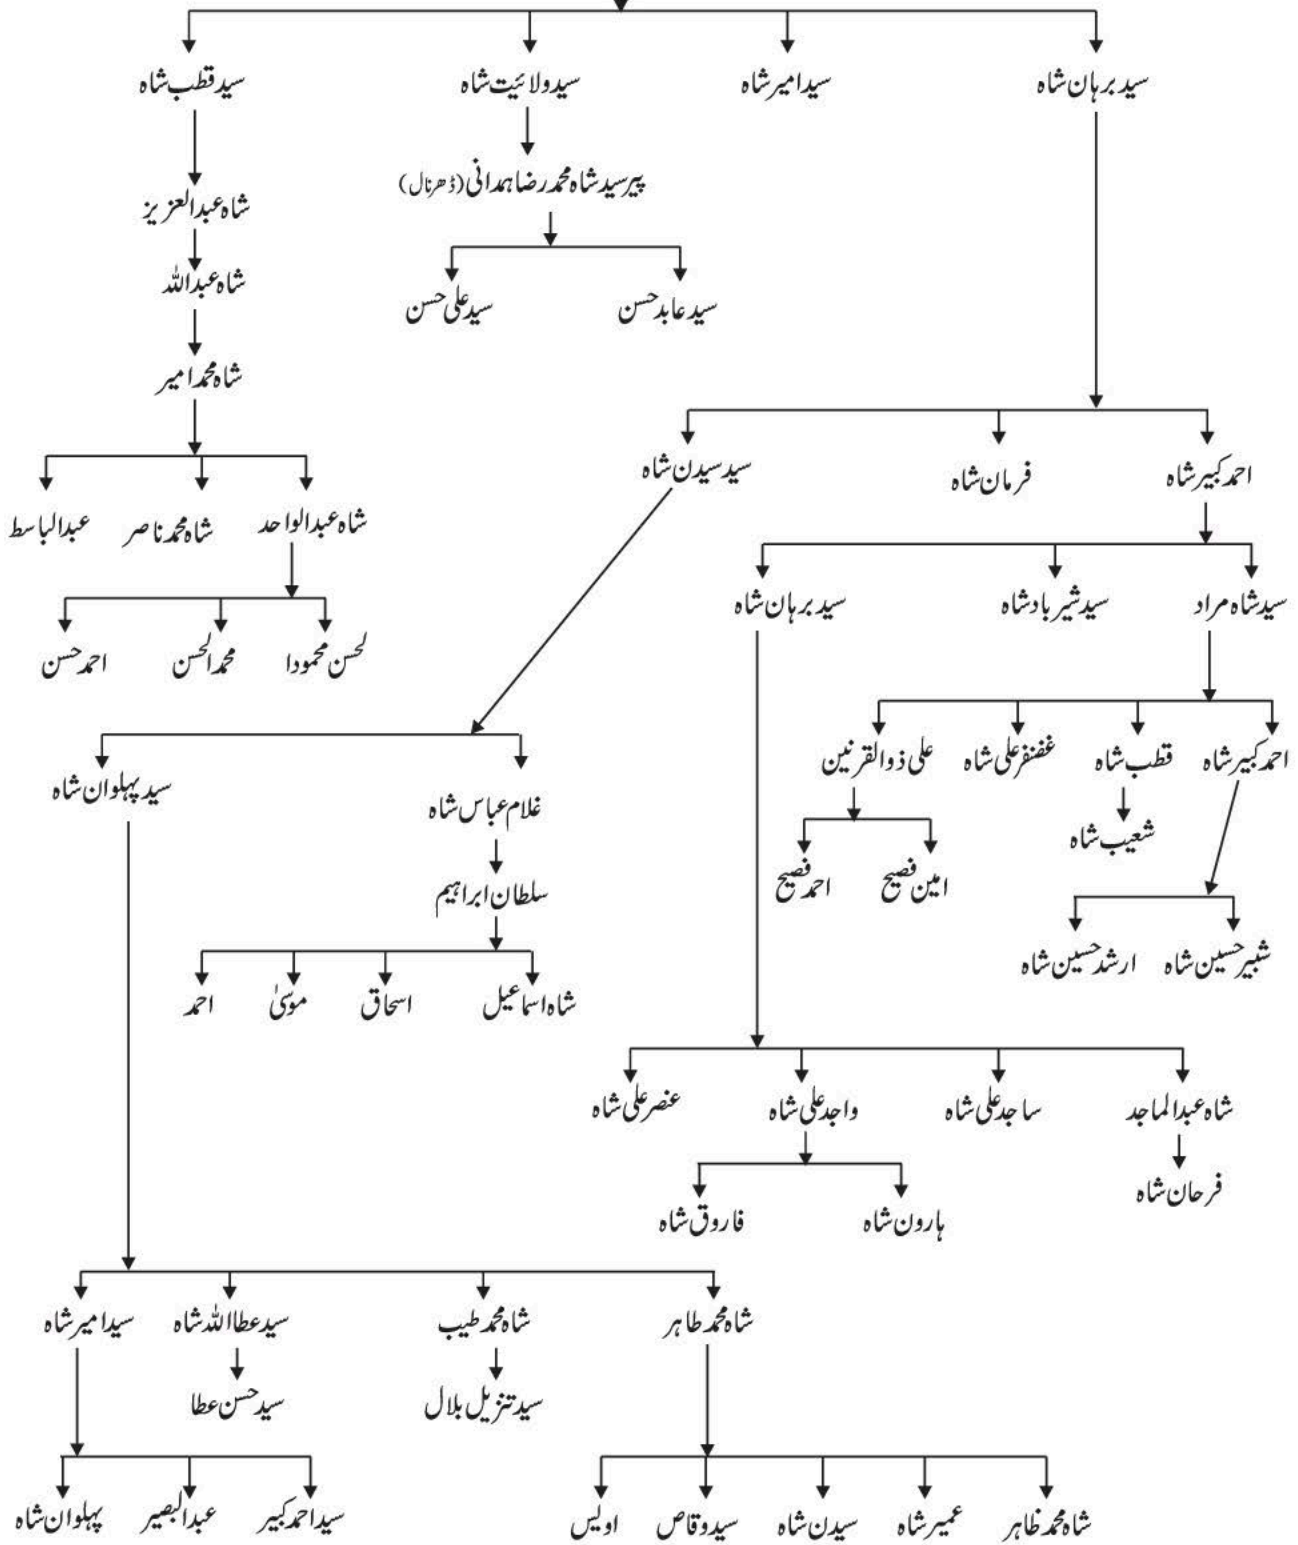 سید برہان شاہ
سید امیر شاہ
سید ولائیت شاہ
سید قطب شاہ
پیر سید شاہ محمد رضا ہمدانی (ڈھرنال)
شاہ عبدالعزیز
شاہ عبداللہ
سید عابد حسن
سید علی حسن
شاہ محمد امیر
احمد کبیر شاہ
فرمان شاہ
سید سیدن شاہ
شاہ عبدالواحد
شاہ محمد ناصر
عبدالباسط
سید شاہ مراد
سید شیر باد شاہ
سید برہان شاہ
لحسن محمودا
محمد الحسن
احمد حسن
احمد کبیر شاہ
قطب شاہ
غضنفر علی شاہ
علی ذوالقرنین
سید پہلوان شاہ
غلام عباس شاہ
شعیب شاہ
امین فصیح
احمد فصیح
سلطان ابراہیم
شبیر حسین شاہ
ارشد حسین شاہ
شاہ اسماعیل
اسحاق
موسیٰ
احمد
شاہ عبدالماجد
ساجد علی شاہ
واجد علی شاہ
عنصر علی شاہ
فرحان شاہ
ہارون شاہ
فاروق شاہ
شاہ محمد طاہر
شاہ محمد طیب
سید عطا اللہ شاہ
سید امیر شاہ
سید تنزیل بلال
سید حسن عطا
شاہ محمد ظاہر
عمیر شاہ
سیدن شاہ
سید وقاص
اویس
سید احمد کبیر
عبدالبصیر
پہلوان شاہ